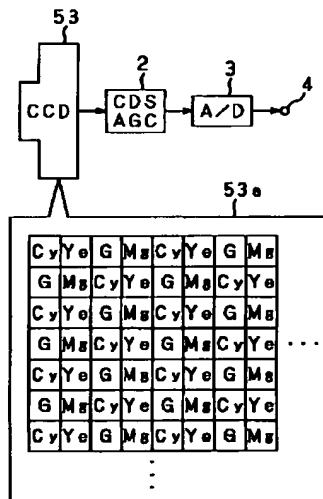 53
CCD
2
CDS
AGC
3
A/D
4
53a
Cy Ye G Mg Cy Ye G Mg
G Mg Cy Ye G Mg Cy Ye
Cy Ye G Mg Cy Ye G Mg
G Mg Cy Ye G Mg Cy Ye ...
Cy Ye G Mg Cy Ye G Mg
G Mg Cy Ye G Mg Cy Ye
Cy Ye G Mg Cy Ye G Mg